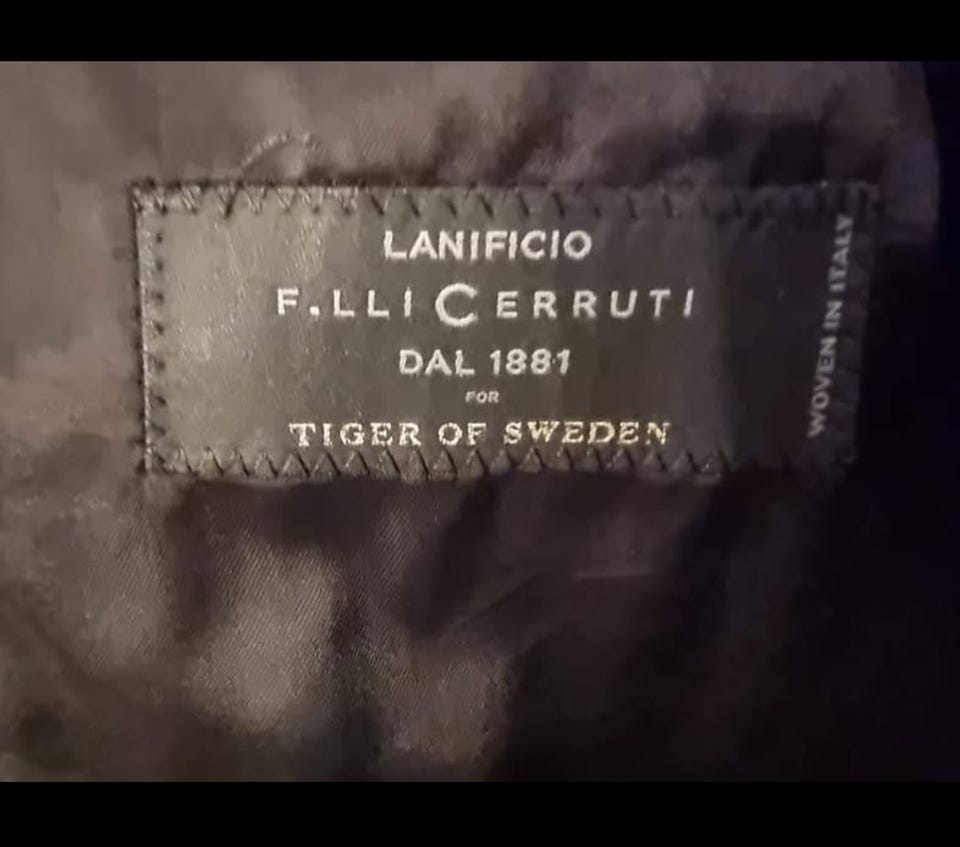 LANIFICIO
F.LLI CERRUTI
DAL 1881
FOR
TIGER OF SWEDEN
WOVEN IN ITALY